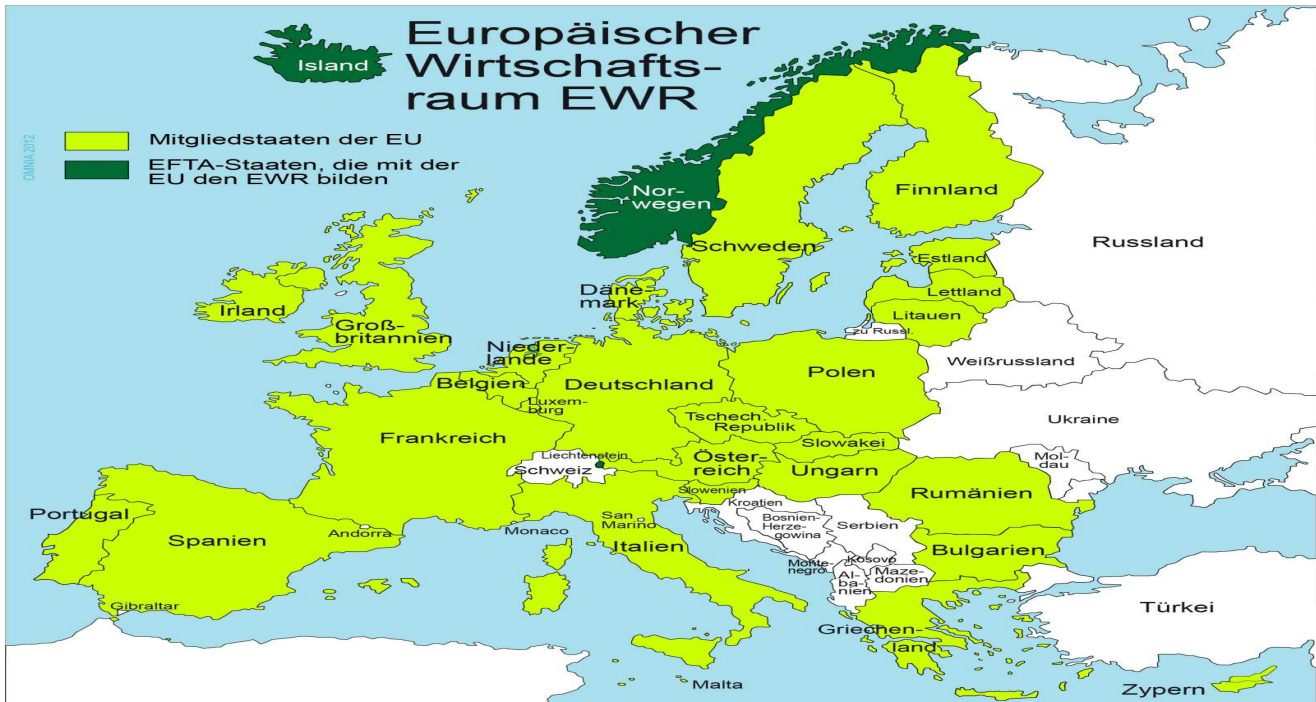 Europäischer
Wirtschafts-
raum EWR
Island
Mitgliedstaaten der EU
EFTA-Staaten, die mit der
EU den EWR bilden
OMNIA 2012
Nor-
wegen
Finnland
Schweden
Russland
Estland
Lettland
Litauen
zu Russl.
Weißrussland
Däne-
mark
Irland
Groß-
britannien
Nieder-
lande
Belgien
Luxem-
burg
Deutschland
Polen
Tschech.
Republik
Slowakei
Ukraine
Mol-
dau
Frankreich
Liechtenstein
Schweiz
Öster-
reich
Ungarn
Rumänien
Slowenien
Kroatien
Bosnien-
Herze-
gowina
Serbien
Portugal
Spanien
Andorra
Monaco
San
Marino
Italien
Monte-
negro
Kosovo
Bulgarien
Al-
ba-
nien
Maze-
donien
Gibraltar
Griechen-
land
Türkei
Malta
Zypern